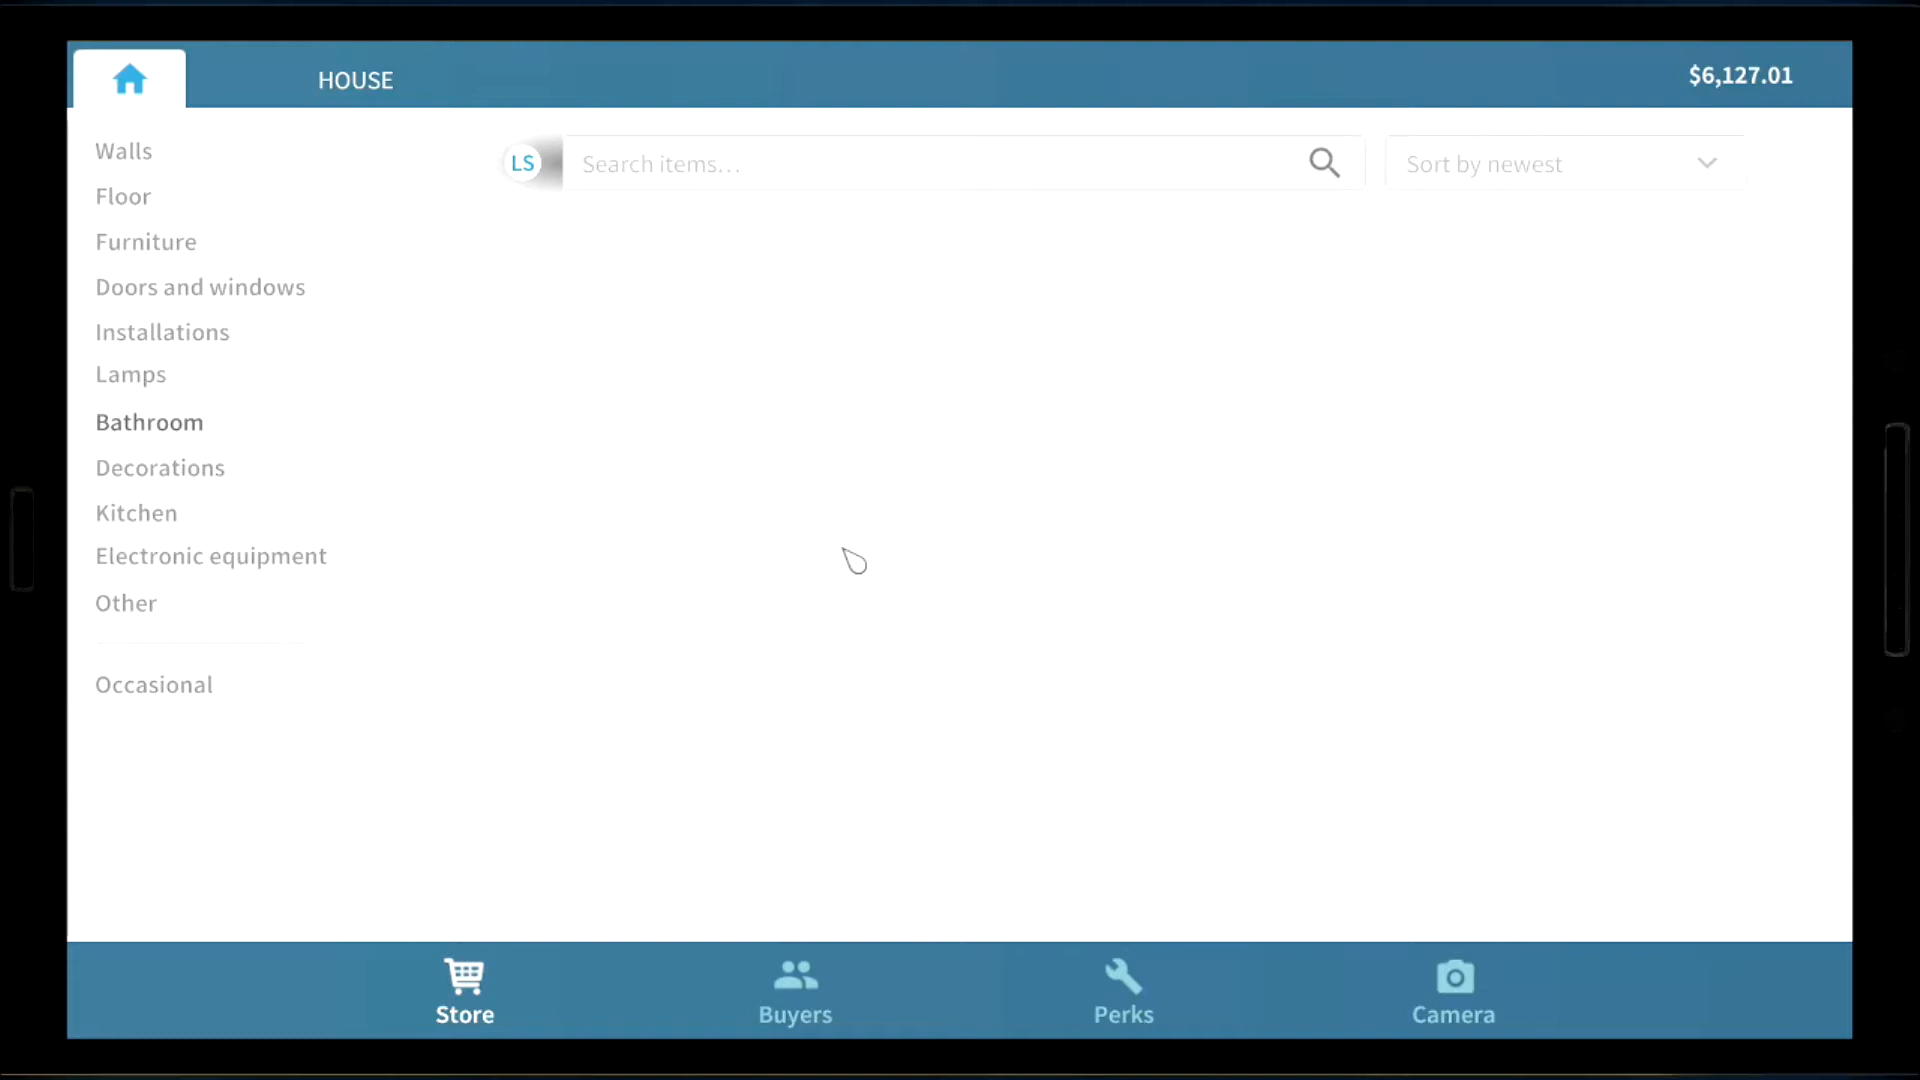 HOUSE
$6,127.01
Walls
LS
Search items...
Sort by newest
Floor
Furniture
Doors and windows
Installations
Lamps
Bathroom
Decorations
Kitchen
Electronic equipment
Other
Occasional
Store
Buyers
Perks
Camera